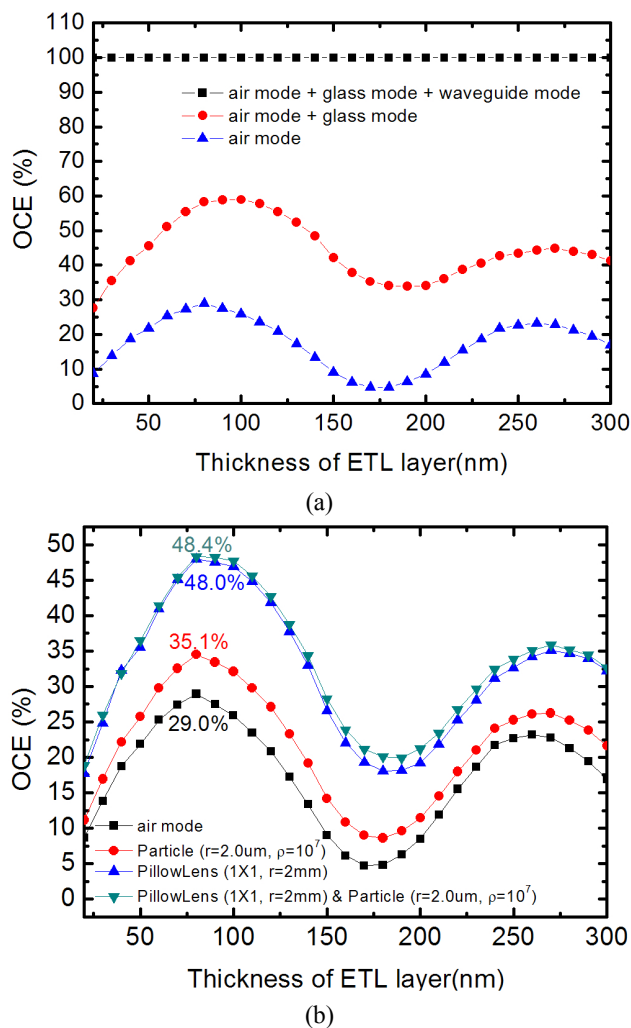 110
100
90
80
70
60
50
40
30
20
10
0
OCE (%)
air mode + glass mode + waveguide mode
air mode + glass mode
air mode
50 100 150 200 250 300
Thickness of ETL layer(nm)
(a)
50
45
40
35
30
25
20
15
10
5
0
OCE (%)
48.4%
48.0%
35.1%
29.0%
air mode
Particle (r=2.0um, ρ=10⁷)
PillowLens (1X1, r=2mm)
PillowLens (1X1, r=2mm) & Particle (r=2.0um, ρ=10⁷)
50 100 150 200 250 300
Thickness of ETL layer(nm)
(b)